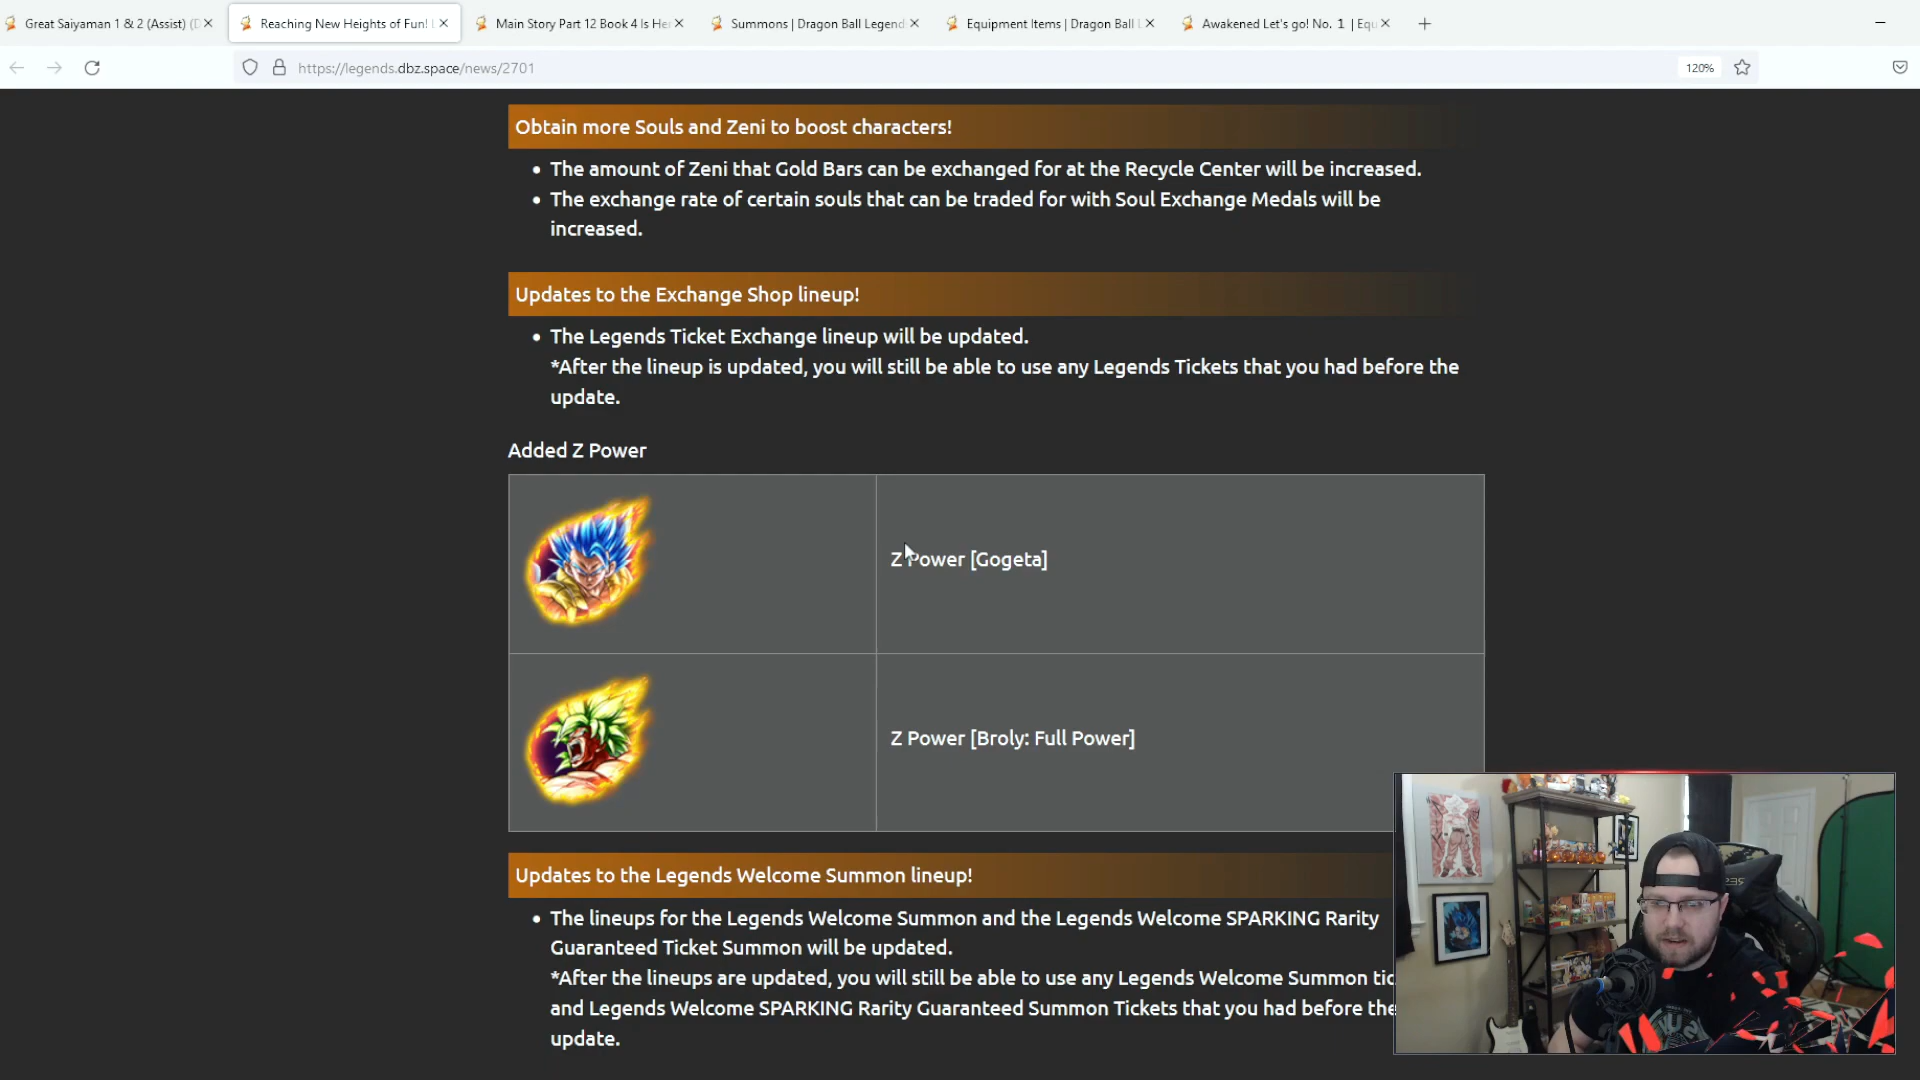 Great Saiyaman 1 & 2 (Assist) (D
Reaching New Heights of Fun!
Main Story Part 12 Book 4 Is He
Summons | Dragon Ball Legend
Equipment Items | Dragon Ball
Awakened Let's go! No. 1 | Equ
https://legends.dbz.space/news/2701
120%
Obtain more Souls and Zeni to boost characters!
• The amount of Zeni that Gold Bars can be exchanged for at the Recycle Center will be increased.
• The exchange rate of certain souls that can be traded for with Soul Exchange Medals will be
increased.
Updates to the Exchange Shop lineup!
• The Legends Ticket Exchange lineup will be updated.
*After the lineup is updated, you will still be able to use any Legends Tickets that you had before the
update.
Added Z Power
Z Power [Gogeta]
Z Power [Broly: Full Power]
Updates to the Legends Welcome Summon lineup!
• The lineups for the Legends Welcome Summon and the Legends Welcome SPARKING Rarity
Guaranteed Ticket Summon will be updated.
*After the lineups are updated, you will still be able to use any Legends Welcome Summon tic
and Legends Welcome SPARKING Rarity Guaranteed Summon Tickets that you had before the
update.